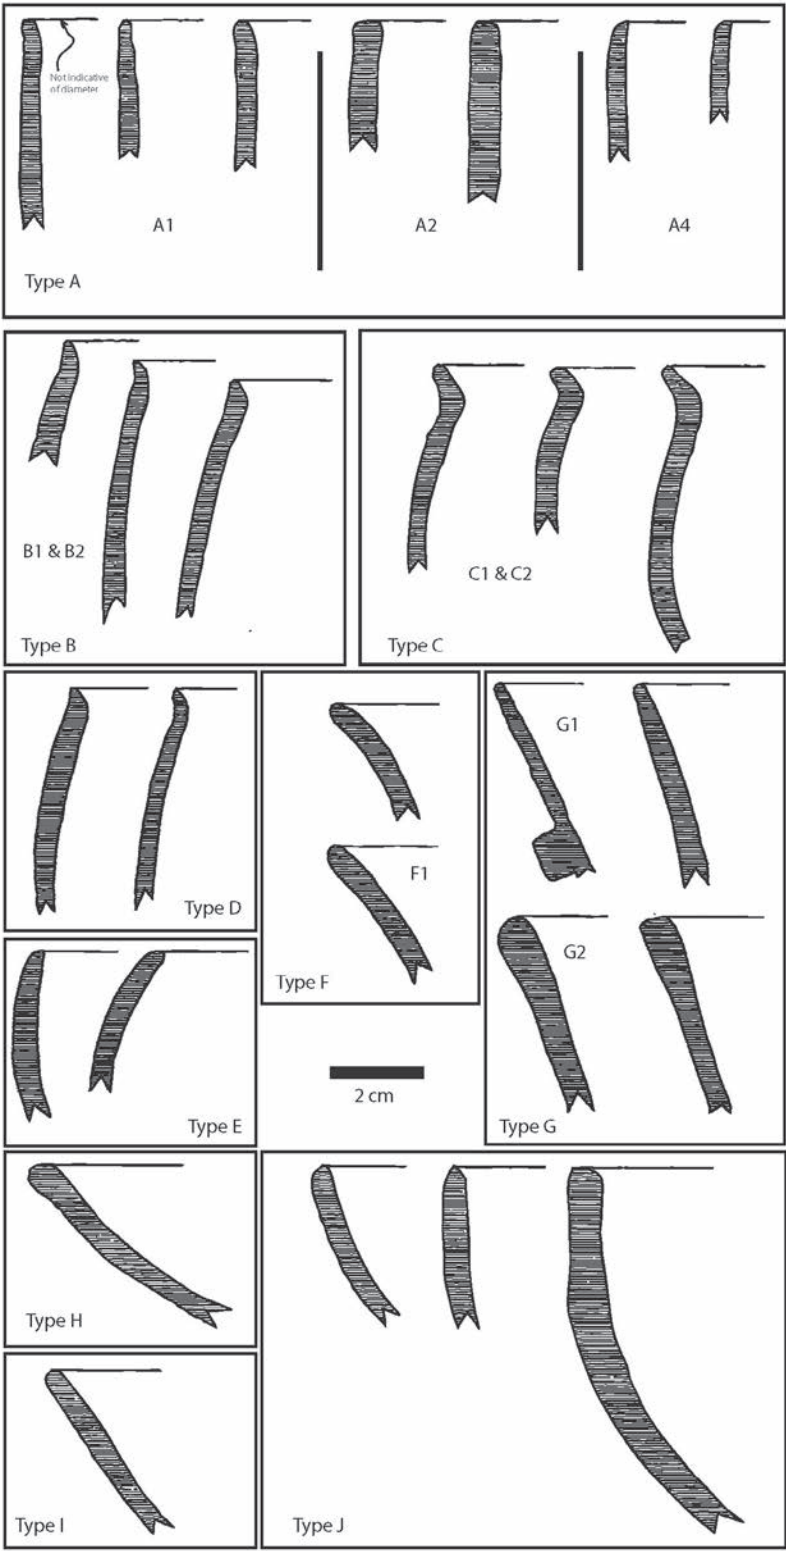 Not indicative
of diameter
A1
A2
A4
Type A
B1 & B2
Type B
C1 & C2
Type C
Type D
F1
Type F
G1
G2
Type G
Type E
2 cm
Type H
Type I
Type J